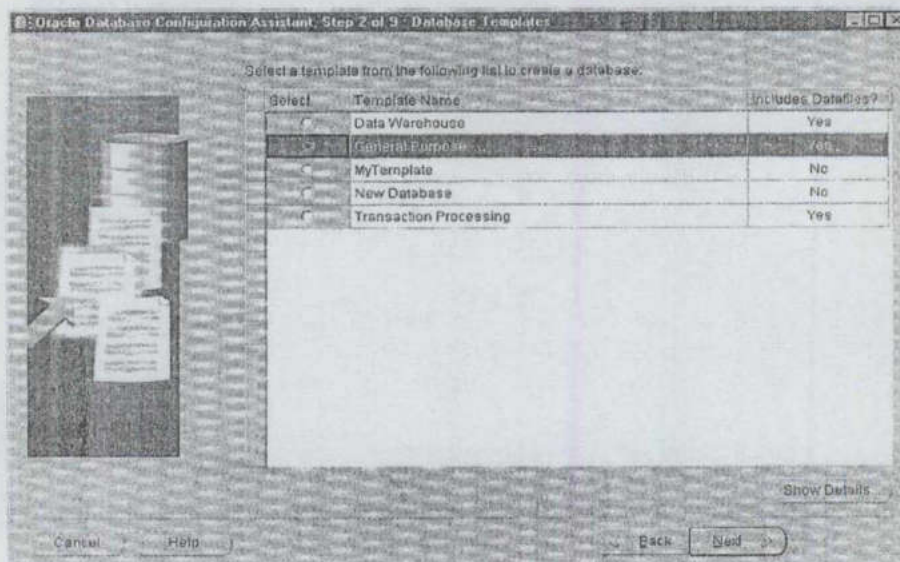 Oracle Database Configuration Assistant, Step 2 of 9 : Database Templates
Select a template from the following list to create a database:
Select Template Name Includes Datafiles?
Data Warehouse Yes
General Purpose Yes
MyTemplate No
New Database No
Transaction Processing Yes
Show Details...
Cancel Help Back Next